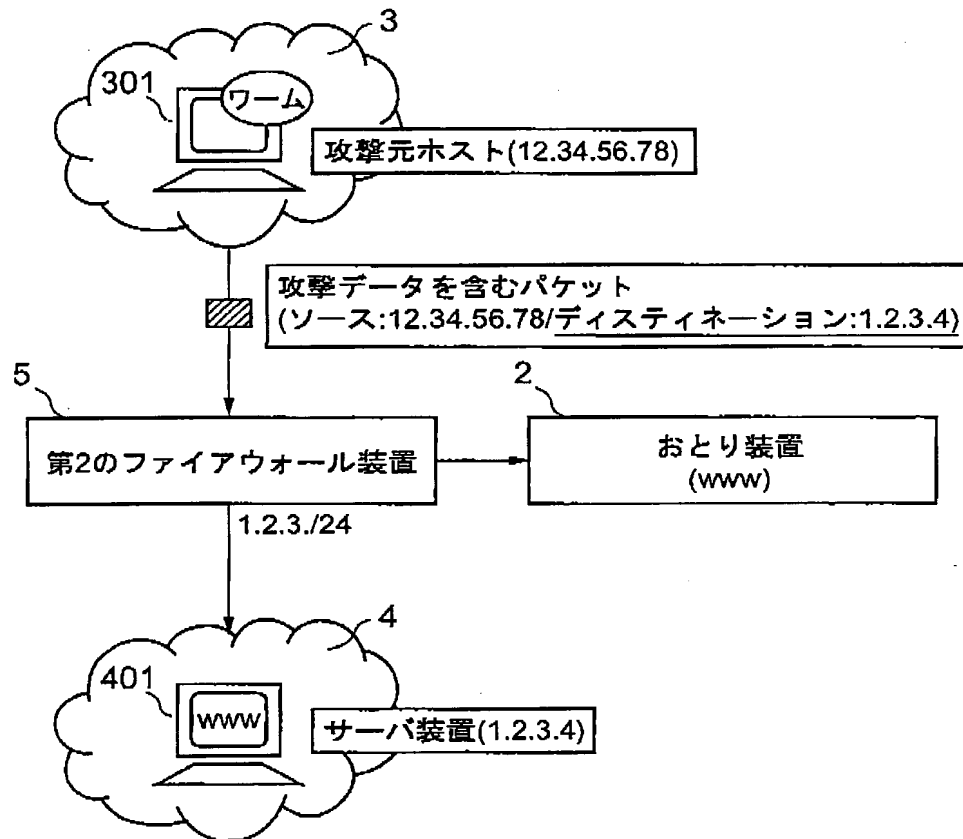 3
301
ワーム
攻撃元ホスト(12.34.56.78)
攻撃データを含むパケット
(ソース:12.34.56.78/ディスティネーション:1.2.3.4)
5
2
第2のファイアウォール装置
おとり装置
(www)
1.2.3./24
4
401
www
サーバ装置(1.2.3.4)